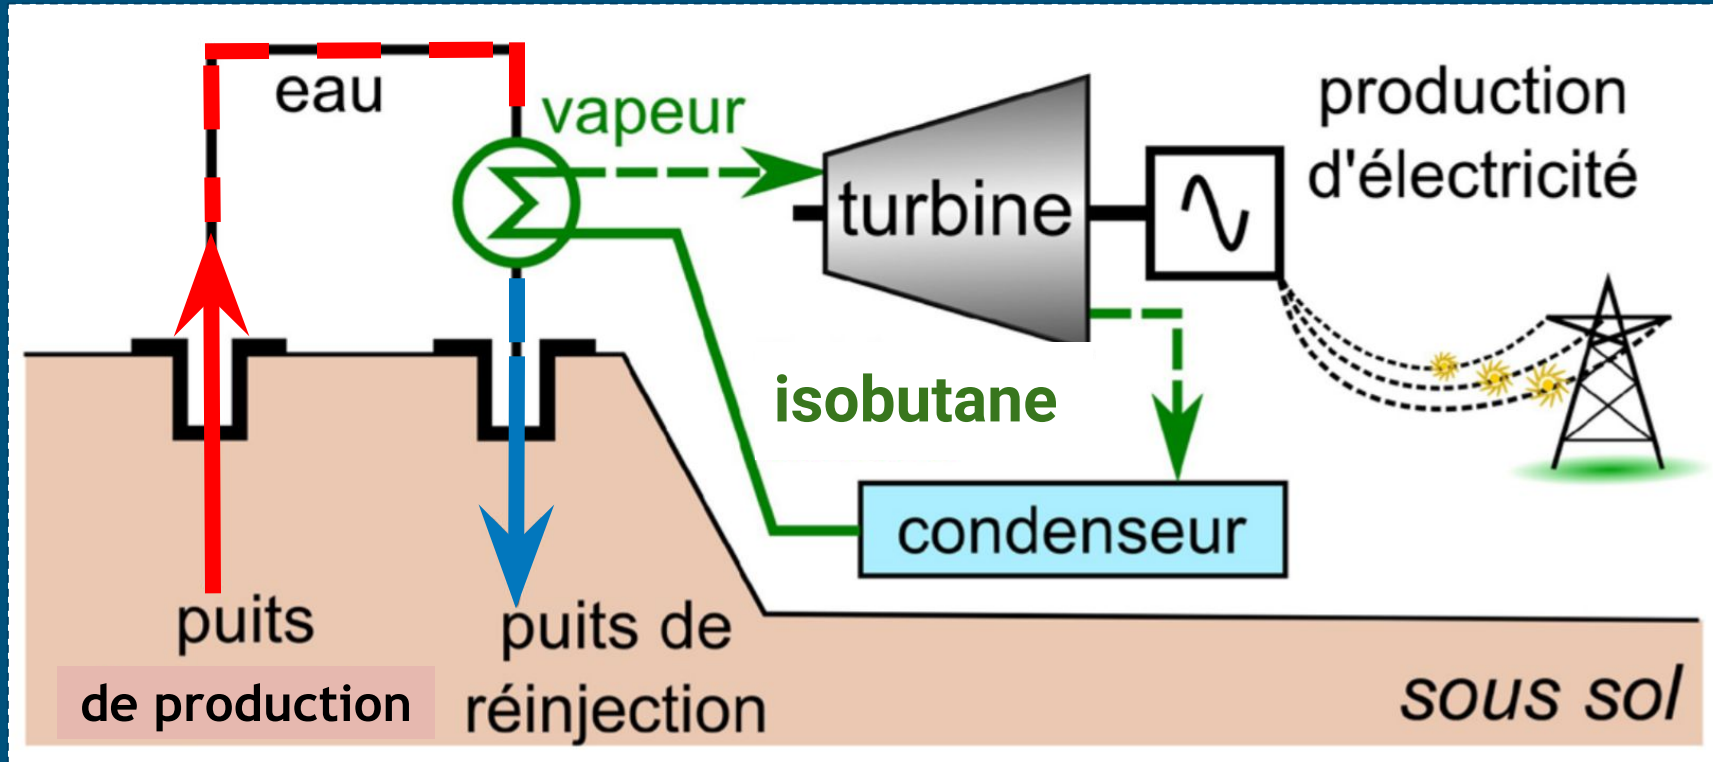 eau
vapeur
turbine
production
d'électricité
isobutane
condenseur
puits
de production
puits de
réinjection
sous sol